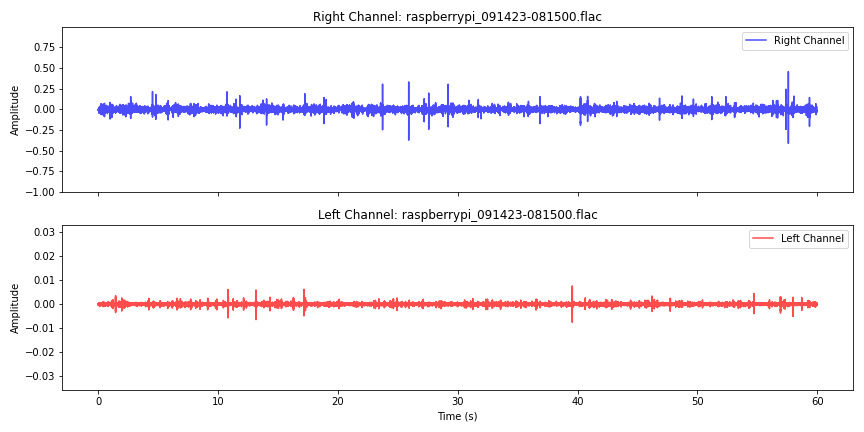 Right Channel: raspberrypi_091423-081500.flac
Right Channel
Amplitude
0.75
0.50
0.25
0.00
−0.25
−0.50
−0.75
−1.00
Left Channel: raspberrypi_091423-081500.flac
Left Channel
Amplitude
0.03
0.02
0.01
0.00
−0.01
−0.02
−0.03
0 10 20 30 40 50 60
Time (s)